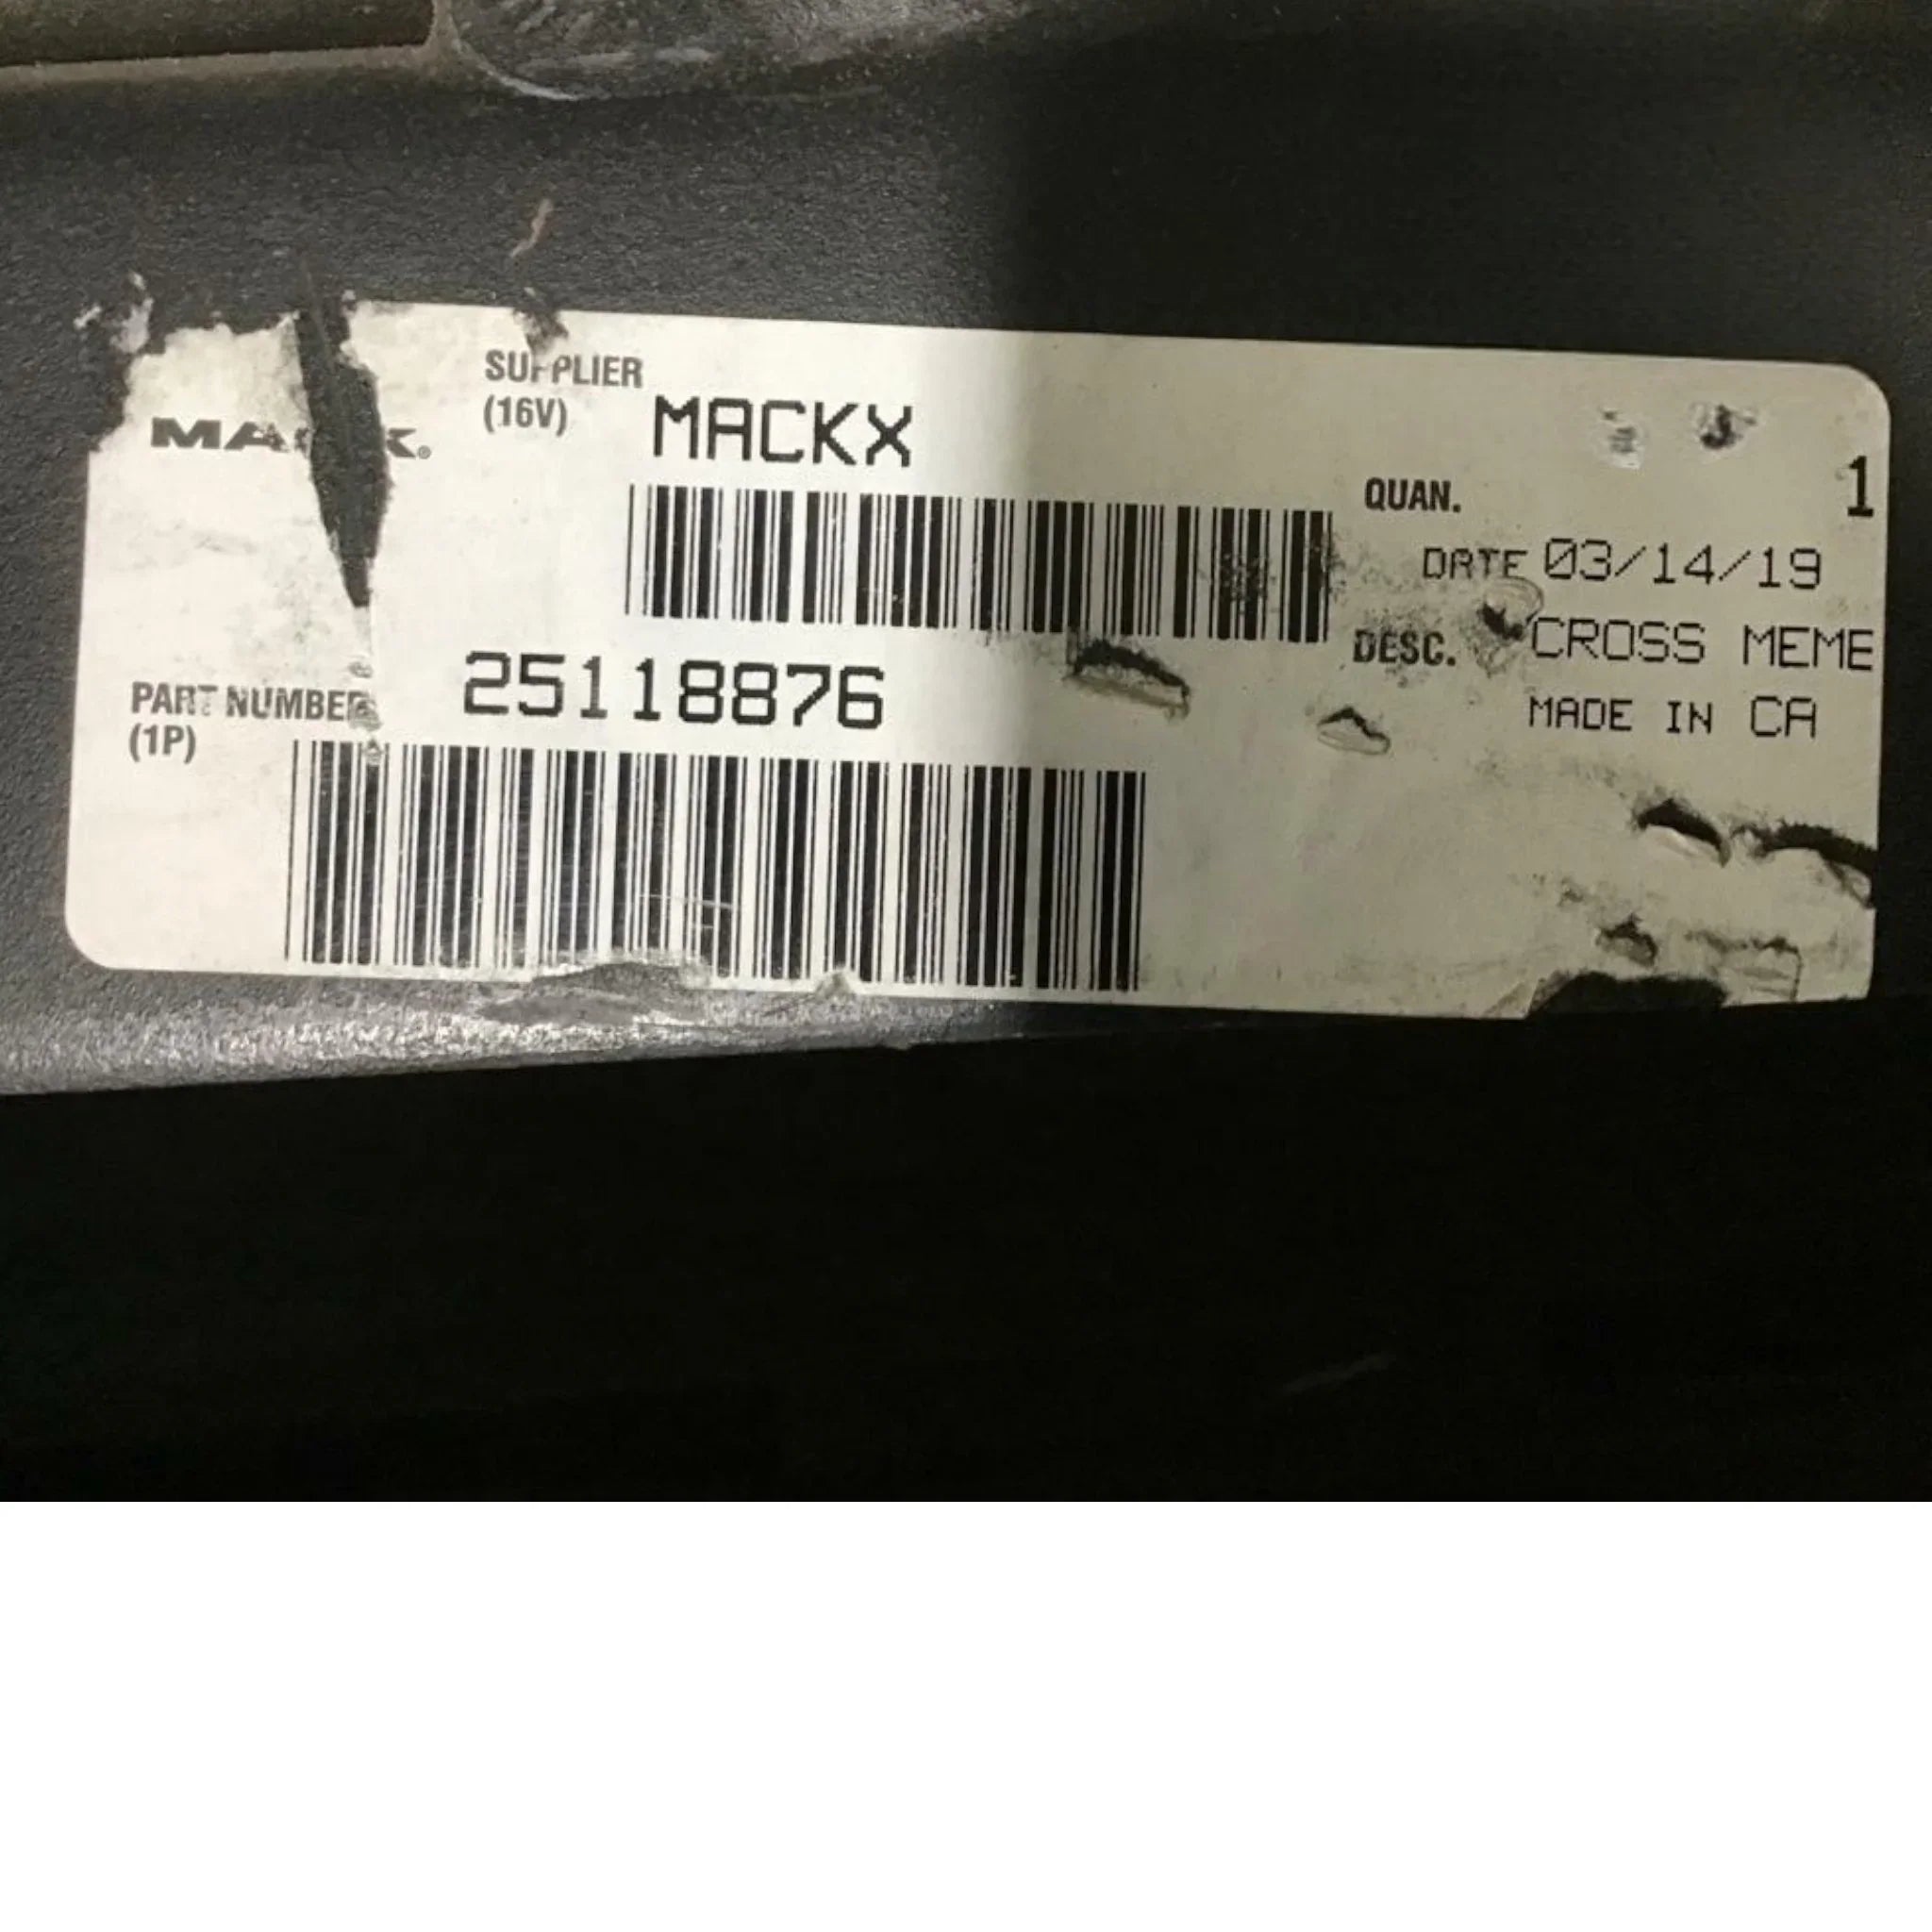 SUPPLIER
(16V)
MACKX
MACK®
QUAN. 1
DATE 03/14/19
DESC. CROSS MEME
MADE IN CA
PART NUMBER
(1P)
25118876